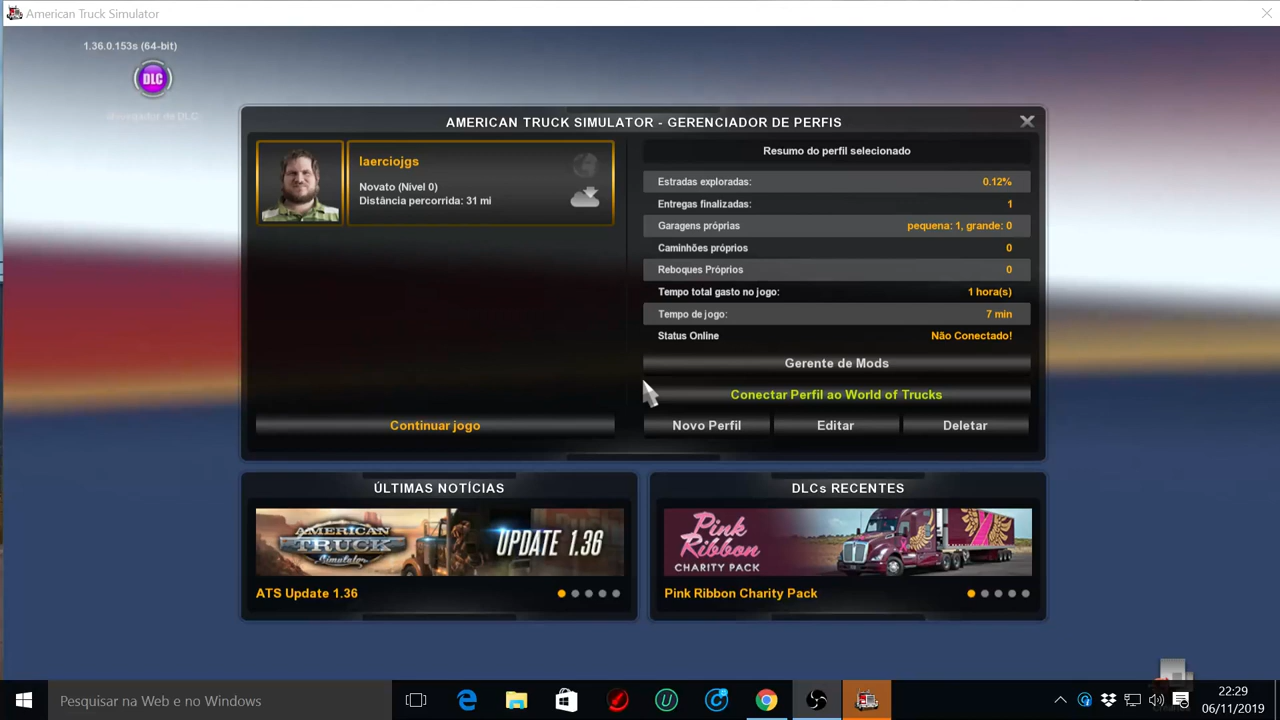 American Truck Simulator
1.36.0.153s (64-bit)
DLC
AMERICAN TRUCK SIMULATOR - GERENCIADOR DE PERFIS
laerciojgs
Novato (Nível 0)
Distância percorrida: 31 mi
Continuar jogo
Resumo do perfil selecionado
Estradas exploradas: 0.12%
Entregas finalizadas: 1
Garagens próprias pequena: 1, grande: 0
Caminhões próprios 0
Reboques Próprios 0
Tempo total gasto no jogo: 1 hora(s)
Tempo de jogo: 7 min
Status Online Não Conectado!
Gerente de Mods
Conectar Perfil ao World of Trucks
Novo Perfil Editar Deletar
ÚLTIMAS NOTÍCIAS
AMERICAN
TRUCK
Simulator
UPDATE 1.36
ATS Update 1.36
DLCs RECENTES
Pink
Ribbon
CHARITY PACK
Pink Ribbon Charity Pack
Pesquisar na Web e no Windows
22:29
06/11/2019